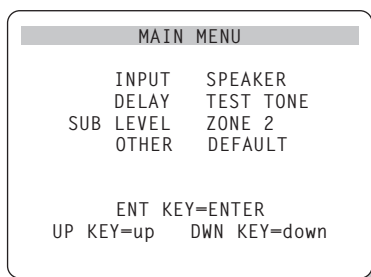 MAIN MENU
INPUT SPEAKER
DELAY TEST TONE
SUB LEVEL ZONE 2
OTHER DEFAULT
ENT KEY=ENTER
UP KEY=up DWN KEY=down